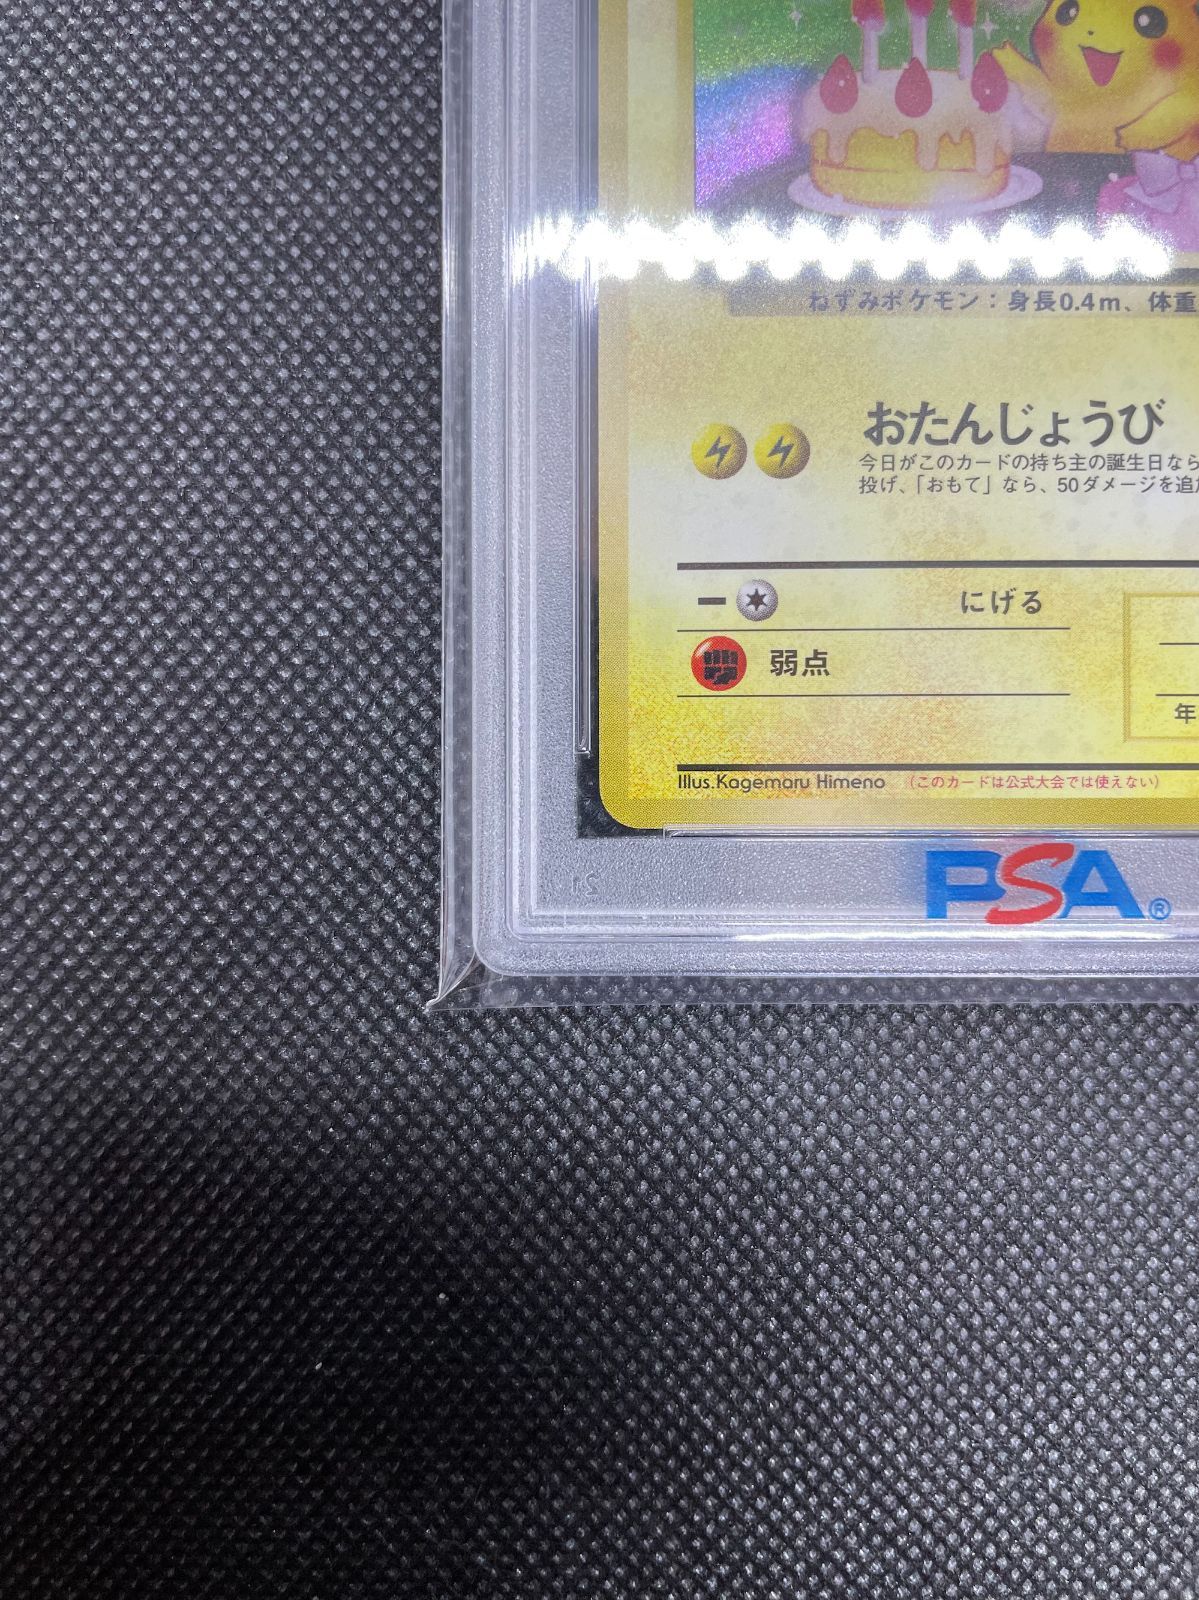 ねずみポケモン：身長0.4m、体重
おたんじょうび
今日がこのカードの持ち主の誕生日なら
投げ、「おもて」なら、50ダメージを追
にげる
弱点
年
Illus.Kagemaru Himeno （このカードは公式大会では使えない）
PSA®
21